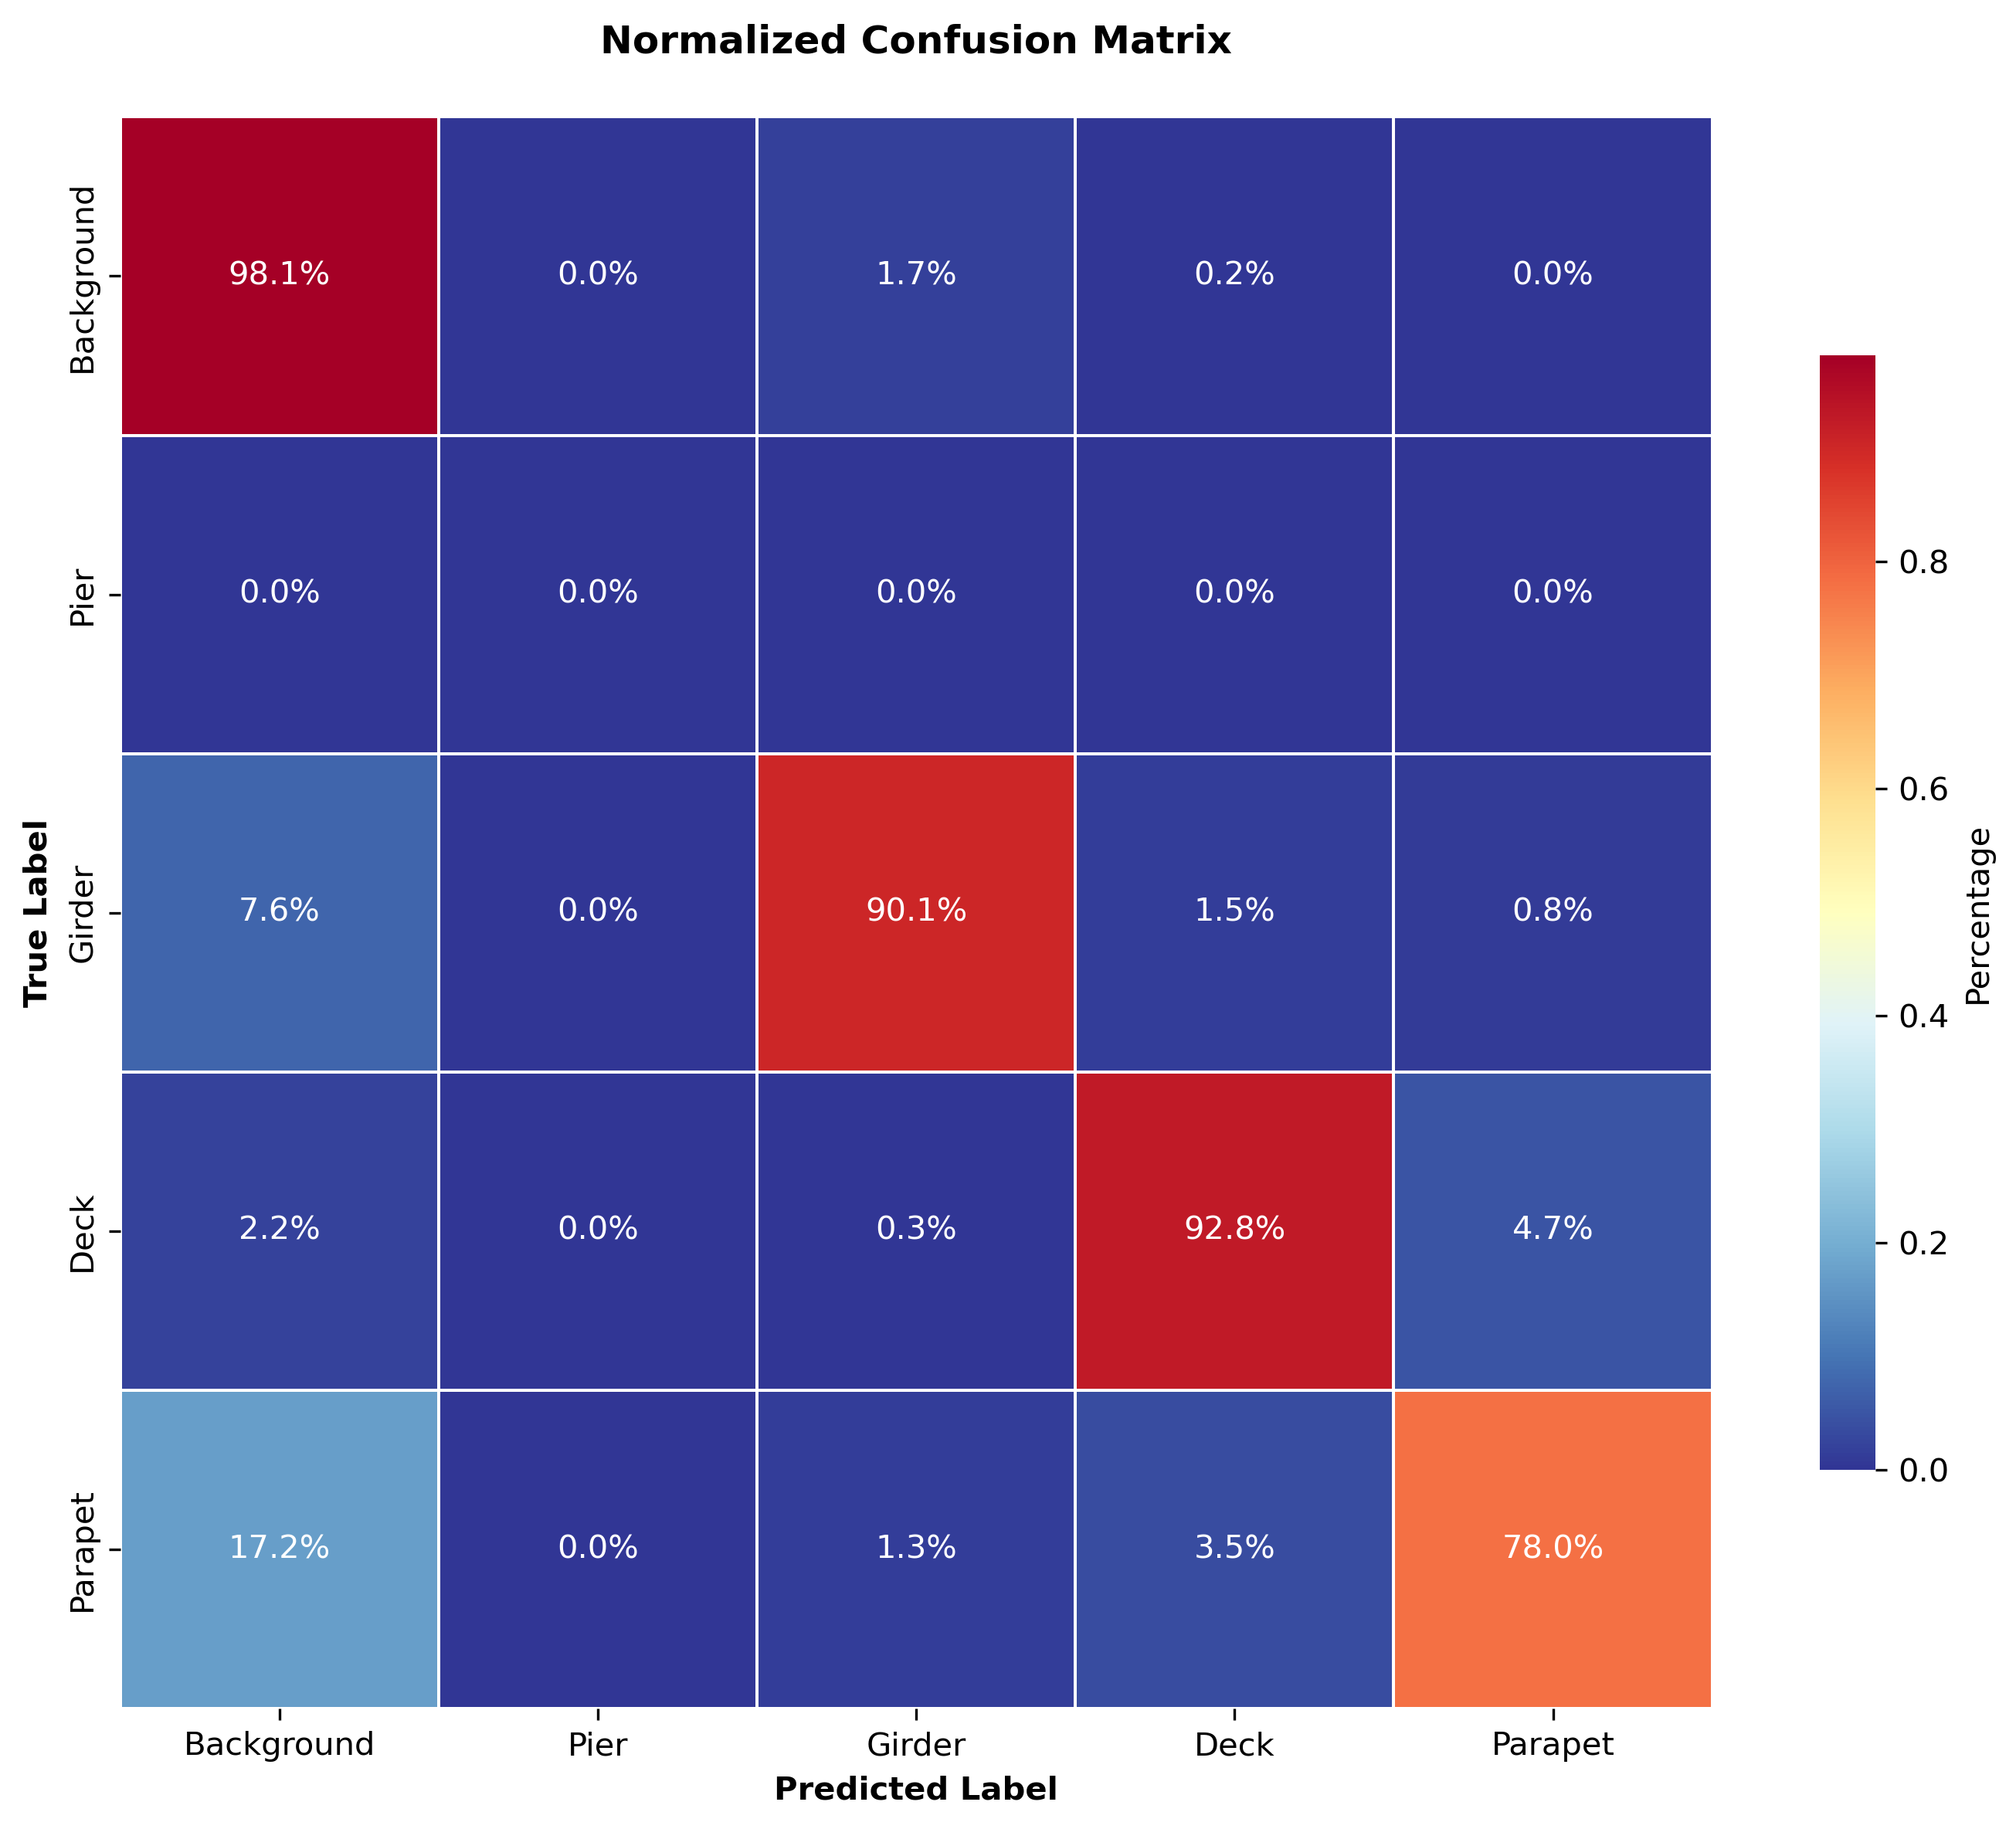 Normalized Confusion Matrix
True Label
Background
98.1% 0.0% 1.7% 0.2% 0.0%
Pier
0.0% 0.0% 0.0% 0.0% 0.0%
Girder
7.6% 0.0% 90.1% 1.5% 0.8%
Deck
2.2% 0.0% 0.3% 92.8% 4.7%
Parapet
17.2% 0.0% 1.3% 3.5% 78.0%
Background Pier Girder Deck Parapet
Predicted Label
0.8
0.6
0.4
0.2
0.0
Percentage